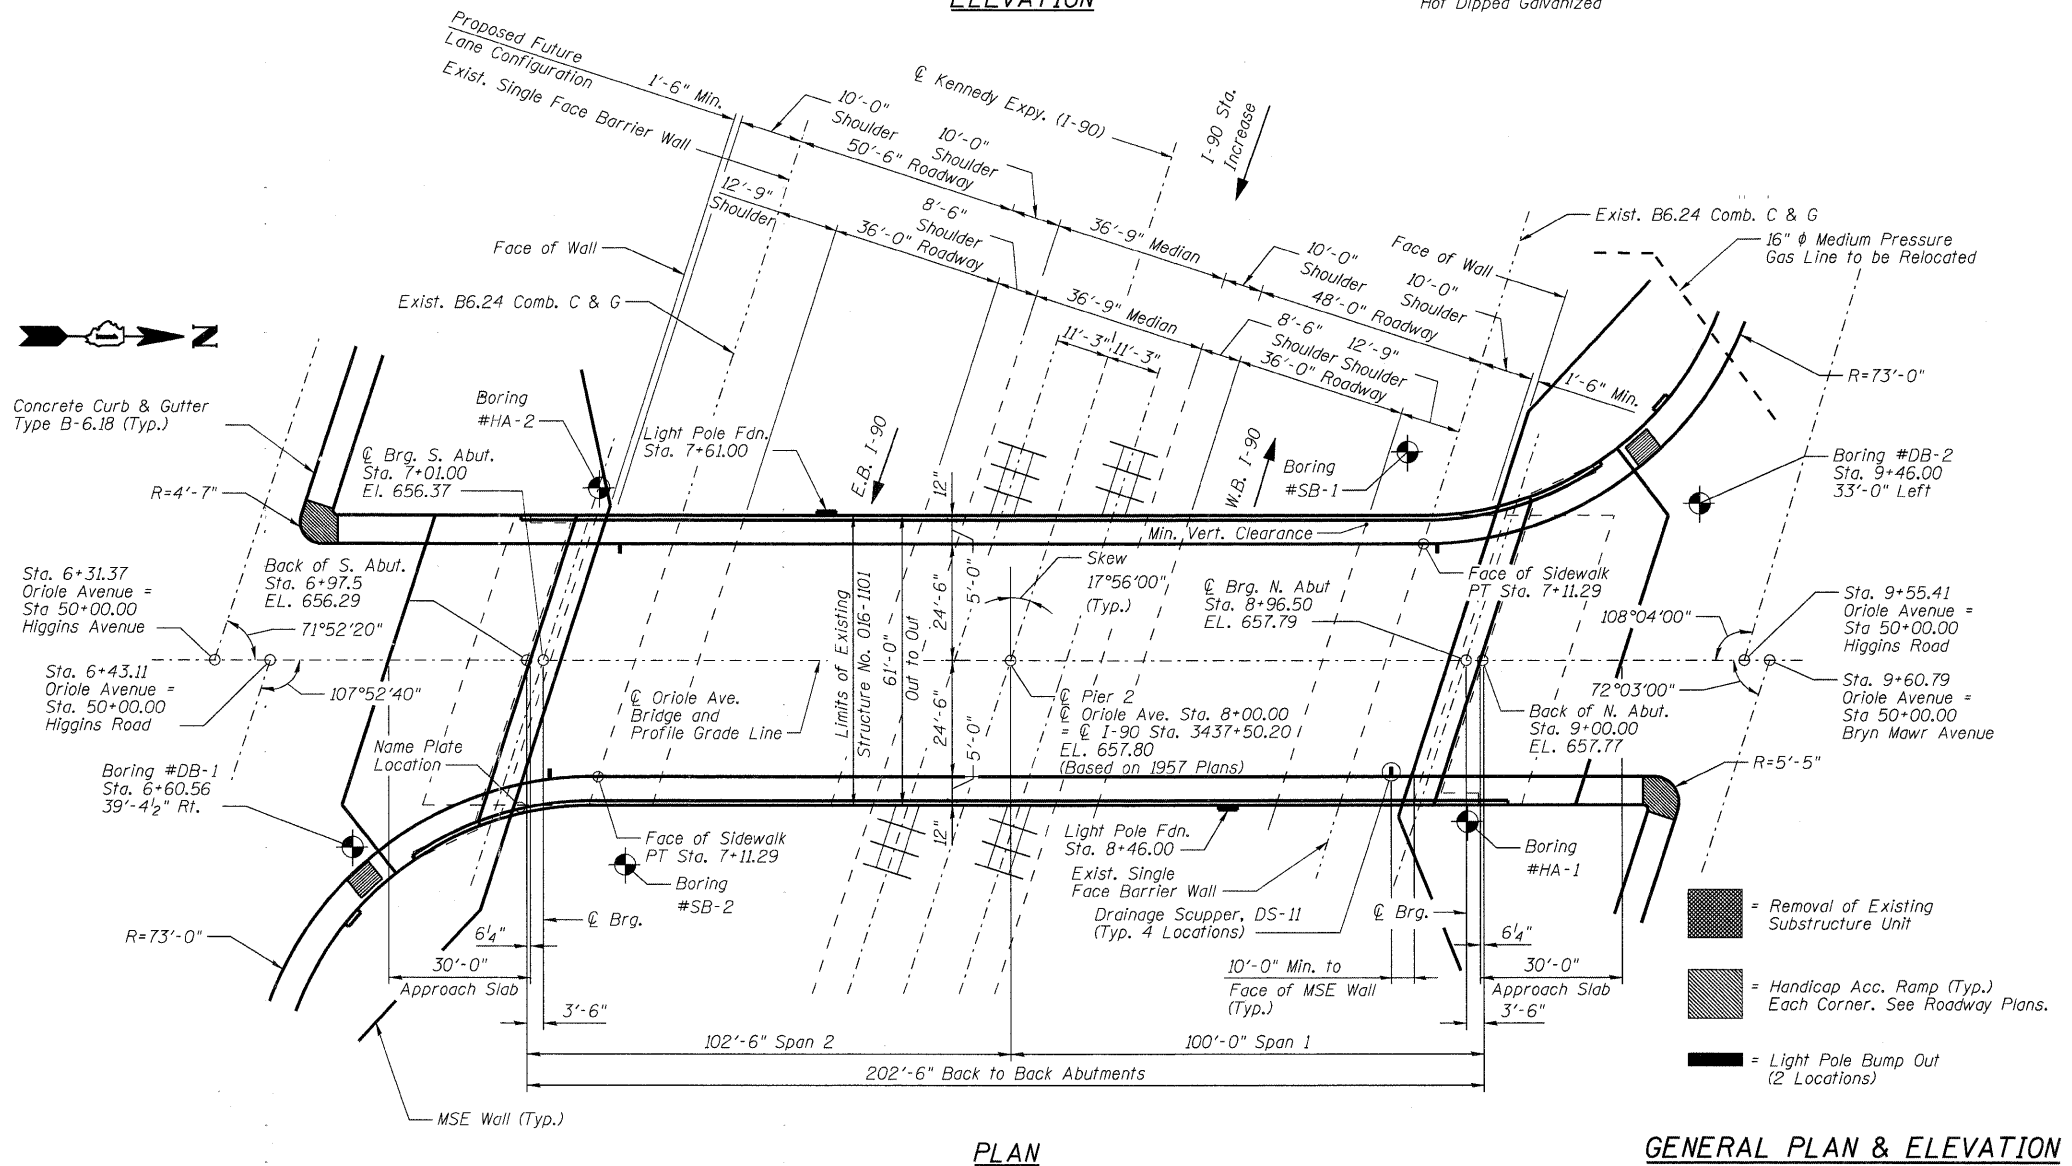 ELEVATION
Hot Dipped Galvanized
Proposed Future
Lane Configuration
Exist. Single Face Barrier Wall
1'-6" Min.
10'-0"
Shoulder
50'-6" Roadway
10'-0"
Shoulder
℄ Kennedy Expy. (I-90)
I-90 Sta.
Increase
12'-9"
Shoulder
36'-0" Roadway
8'-6"
Shoulder
36'-9" Median
10'-0"
Shoulder
48'-0" Roadway
Face of Wall
10'-0"
Shoulder
1'-6" Min.
36'-9" Median
11'-3"
11'-3"
8'-6"
Shoulder
36'-0" Roadway
12'-9"
Shoulder
Exist. B6.24 Comb. C & G
16" ϕ Medium Pressure
Gas Line to be Relocated
Face of Wall
Exist. B6.24 Comb. C & G
N
Concrete Curb & Gutter
Type B-6.18 (Typ.)
R=4'-7"
Boring
#HA-2
℄ Brg. S. Abut.
Sta. 7+01.00
El. 656.37
Light Pole Fdn.
Sta. 7+61.00
E.B. I-90
W.B. I-90
Boring
#SB-1
R=73'-0"
Boring #DB-2
Sta. 9+46.00
33'-0" Left
12"
Min. Vert. Clearance
5'-0"
24'-6"
Skew
17°56'00"
(Typ.)
Face of Sidewalk
PT Sta. 7+11.29
℄ Brg. N. Abut
Sta. 8+96.50
EL. 657.79
Sta. 6+31.37
Oriole Avenue =
Sta 50+00.00
Higgins Avenue
Back of S. Abut.
Sta. 6+97.5
EL. 656.29
71°52'20"
108°04'00"
Sta. 9+55.41
Oriole Avenue =
Sta 50+00.00
Higgins Road
Sta. 6+43.11
Oriole Avenue =
Sta. 50+00.00
Higgins Road
107°52'40"
72°03'00"
Sta. 9+60.79
Oriole Avenue =
Sta 50+00.00
Bryn Mawr Avenue
℄ Oriole Ave.
Bridge and
Profile Grade Line
Limits of Existing
Structure No. 016-1101
61'-0"
Out to Out
24'-6"
5'-0"
12"
℄ Pier 2
℄ Oriole Ave. Sta. 8+00.00
= ℄ I-90 Sta. 3437+50.20
EL. 657.80
(Based on 1957 Plans)
Back of N. Abut.
Sta. 9+00.00
EL. 657.77
Name Plate
Location
Boring #DB-1
Sta. 6+60.56
39'-4½" Rt.
R=5'-5"
Face of Sidewalk
PT Sta. 7+11.29
Boring
#SB-2
Light Pole Fdn.
Sta. 8+46.00
Exist. Single
Face Barrier Wall
Drainage Scupper, DS-11
(Typ. 4 Locations)
Boring
#HA-1
R=73'-0"
℄ Brg.
℄ Brg.
6¼"
6¼"
30'-0"
Approach Slab
10'-0" Min. to
Face of MSE Wall
(Typ.)
30'-0"
Approach Slab
3'-6"
3'-6"
102'-6" Span 2
100'-0" Span 1
202'-6" Back to Back Abutments
MSE Wall (Typ.)
= Removal of Existing
Substructure Unit
= Handicap Acc. Ramp (Typ.)
Each Corner. See Roadway Plans.
= Light Pole Bump Out
(2 Locations)
PLAN
GENERAL PLAN & ELEVATION